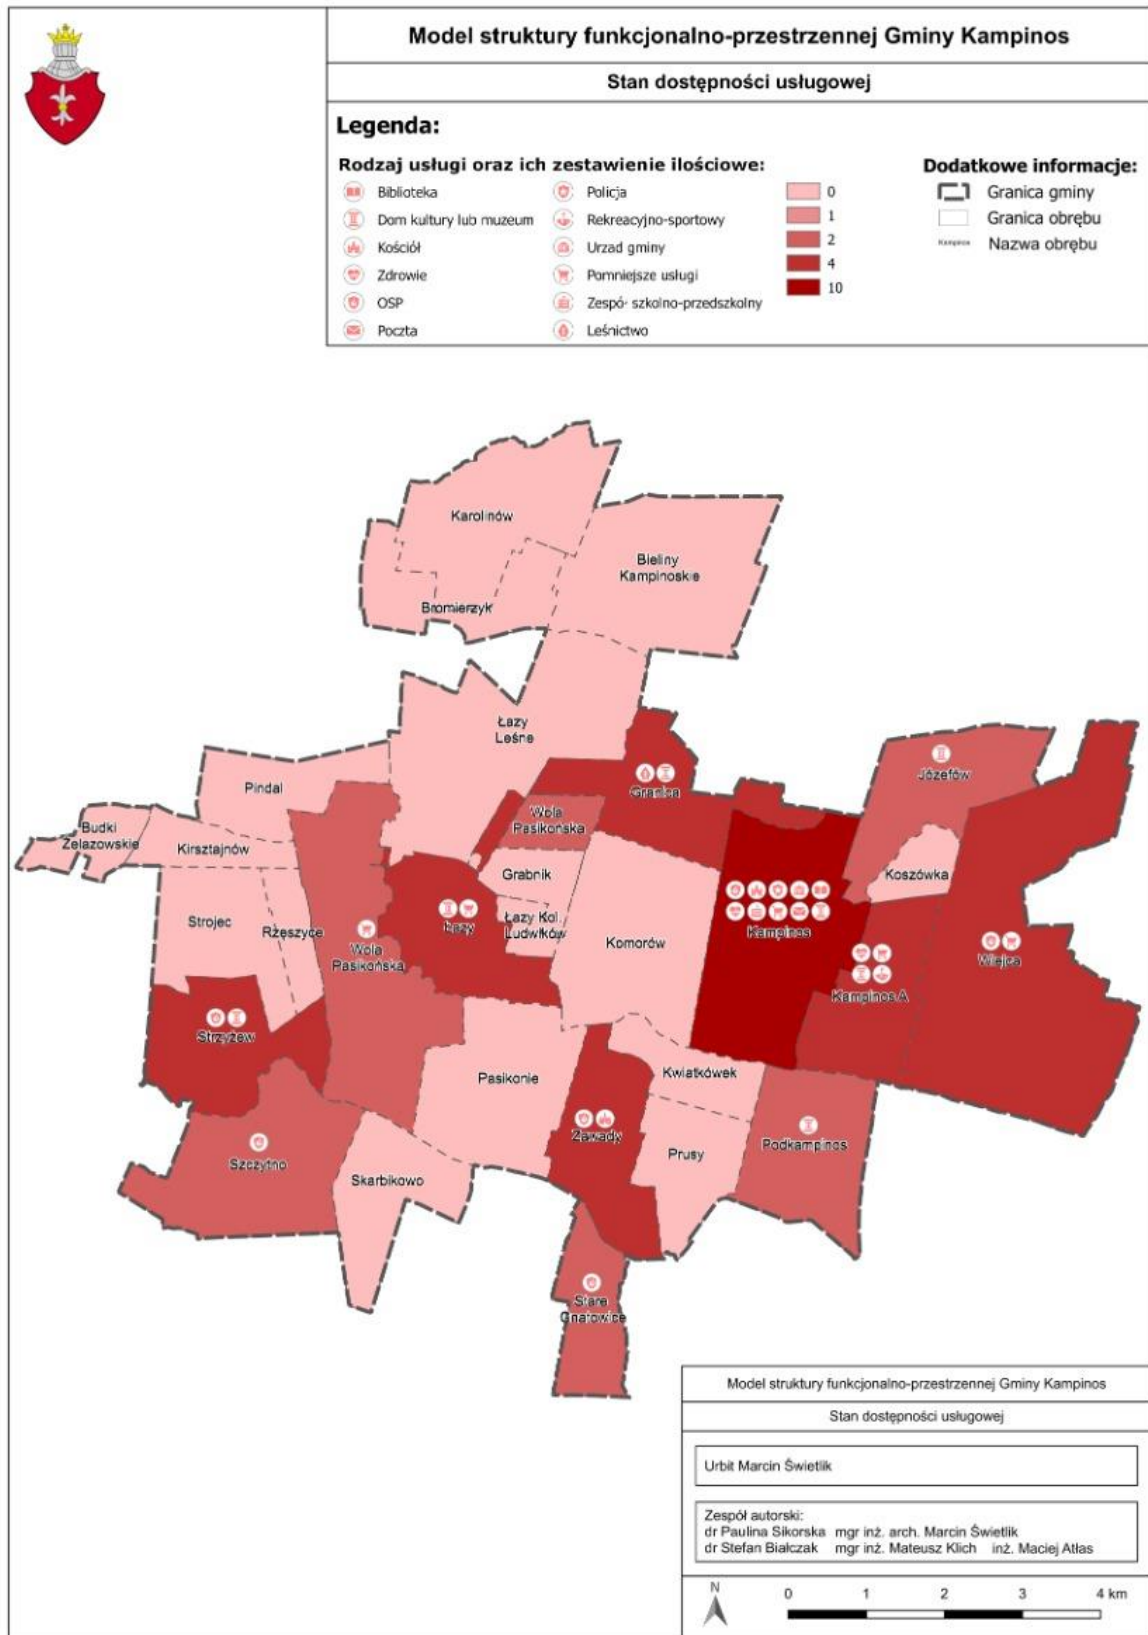 Model struktury funkcjonalno-przestrzennej Gminy Kampinos
Stan dostępności usługowej
Legenda:
Rodzaj usługi oraz ich zestawienie ilościowe:
Biblioteka
Dom kultury lub muzeum
Kościół
Zdrowie
OSP
Poczta
Policja
Rekreacyjno-sportowy
Urzad gminy
Pomniejsze usługi
Zespó- szkolno-przedszkolny
Leśnictwo
0
1
2
4
10
Dodatkowe informacje:
Granica gminy
Granica obrębu
Kampinos Nazwa obrębu
Karolinów
Bieliny
Kampinoskie
Bromierzyk
Łazy
Leśne
Pindal
Granica
Józefów
Budki
Żelazowskie
Kirsztajnów
Wola
Pasikońska
Grabnik
Koszówka
Strojec
Rzęszyce
Wola
Pasikońska
Łazy
Łazy Kol.
Ludwików
Komorów
Kampinos
Wiejca
Kampinos A
Strzyżew
Pasikonie
Kwiatkówek
Zawady
Podkampinos
Prusy
Szczytno
Skarbikowo
Stare
Gnatowice
Model struktury funkcjonalno-przestrzennej Gminy Kampinos
Stan dostępności usługowej
Urbit Marcin Świetlik
Zespół autorski:
dr Paulina Sikorska mgr inż. arch. Marcin Świetlik
dr Stefan Białczak mgr inż. Mateusz Klich inż. Maciej Atłas
N
0 1 2 3 4 km